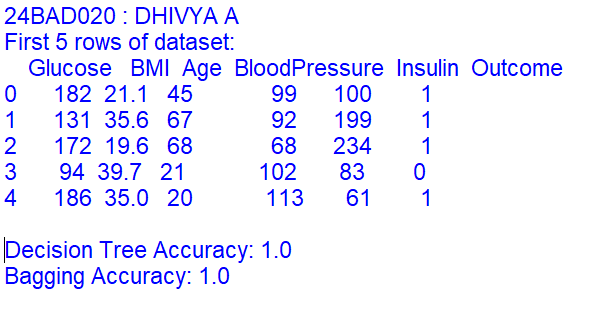 24BAD020 : DHIVYA A
First 5 rows of dataset:
Glucose BMI Age BloodPressure Insulin Outcome
0 182 21.1 45 99 100 1
1 131 35.6 67 92 199 1
2 172 19.6 68 68 234 1
3 94 39.7 21 102 83 0
4 186 35.0 20 113 61 1
Decision Tree Accuracy: 1.0
Bagging Accuracy: 1.0